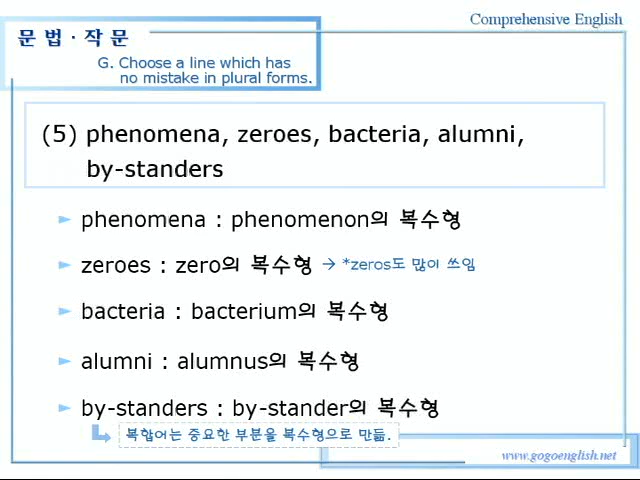 Comprehensive English
문법·작문
G. Choose a line which has
no mistake in plural forms.
(5) phenomena, zeroes, bacteria, alumni,
by-standers
► phenomena : phenomenon의 복수형
► zeroes : zero의 복수형 → *zeros도 많이 쓰임
► bacteria : bacterium의 복수형
► alumni : alumnus의 복수형
► by-standers : by-stander의 복수형
복합어는 중요한 부분을 복수형으로 만듦.
www.gogoenglish.net